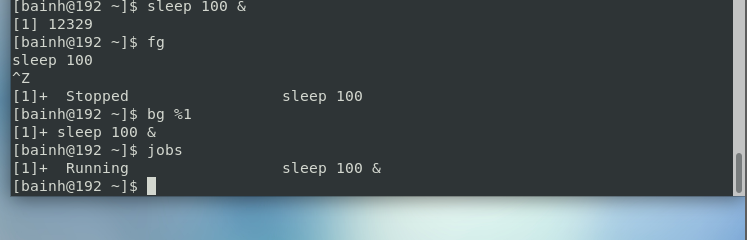 [bainh@192 ~]$ sleep 100 &
[1] 12329
[bainh@192 ~]$ fg
sleep 100
^Z
[1]+  Stopped                 sleep 100
[bainh@192 ~]$ bg %1
[1]+ sleep 100 &
[bainh@192 ~]$ jobs
[1]+  Running                 sleep 100 &
[bainh@192 ~]$